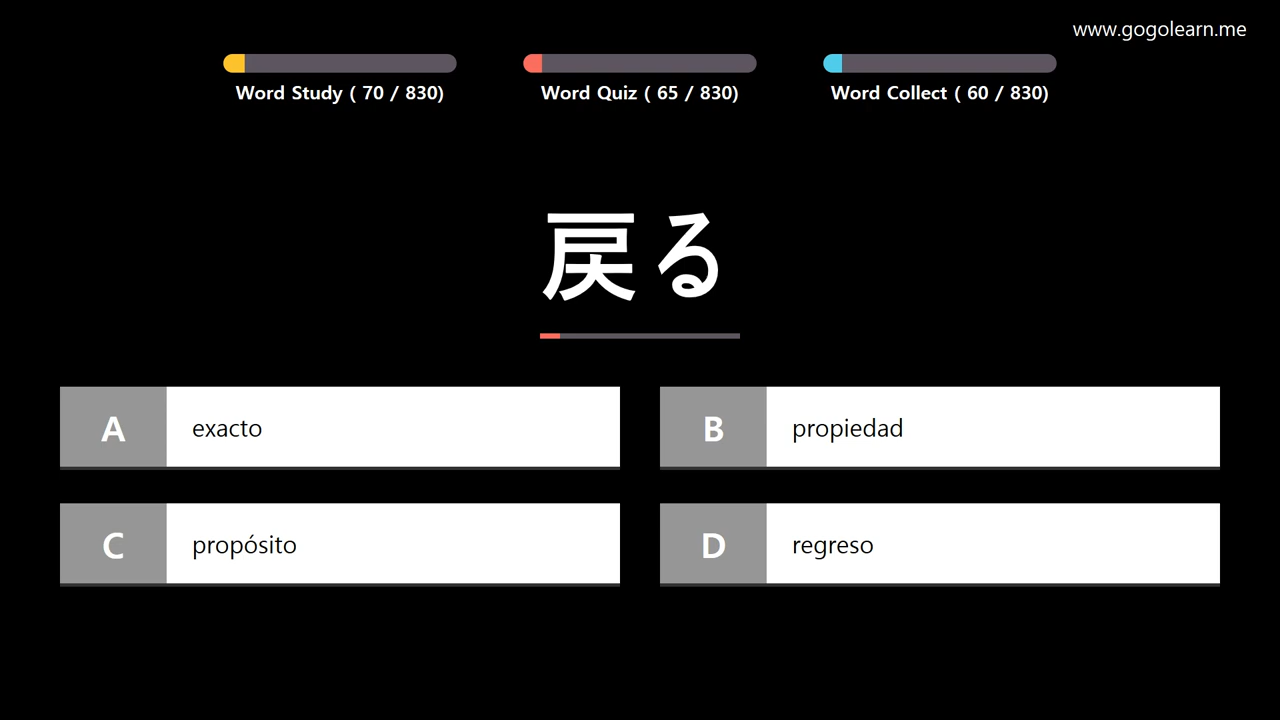 www.gogolearn.me
Word Study ( 70 / 830)
Word Quiz ( 65 / 830)
Word Collect ( 60 / 830)
戻る
A exacto
B propiedad
C propósito
D regreso